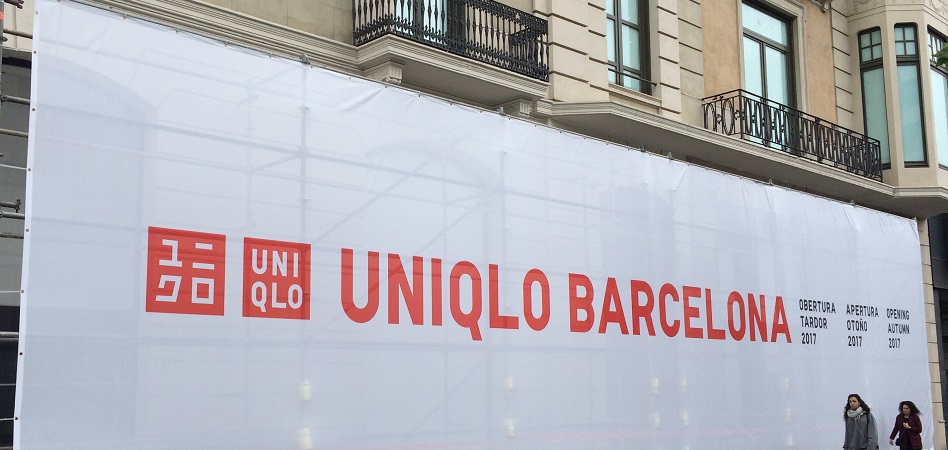 ユニ
クロ
UNI
QLO
UNIQLO BARCELONA
OBERTURA
TARDOR
2017
APERTURA
OTOÑO
2017
OPENING
AUTUMN
2017